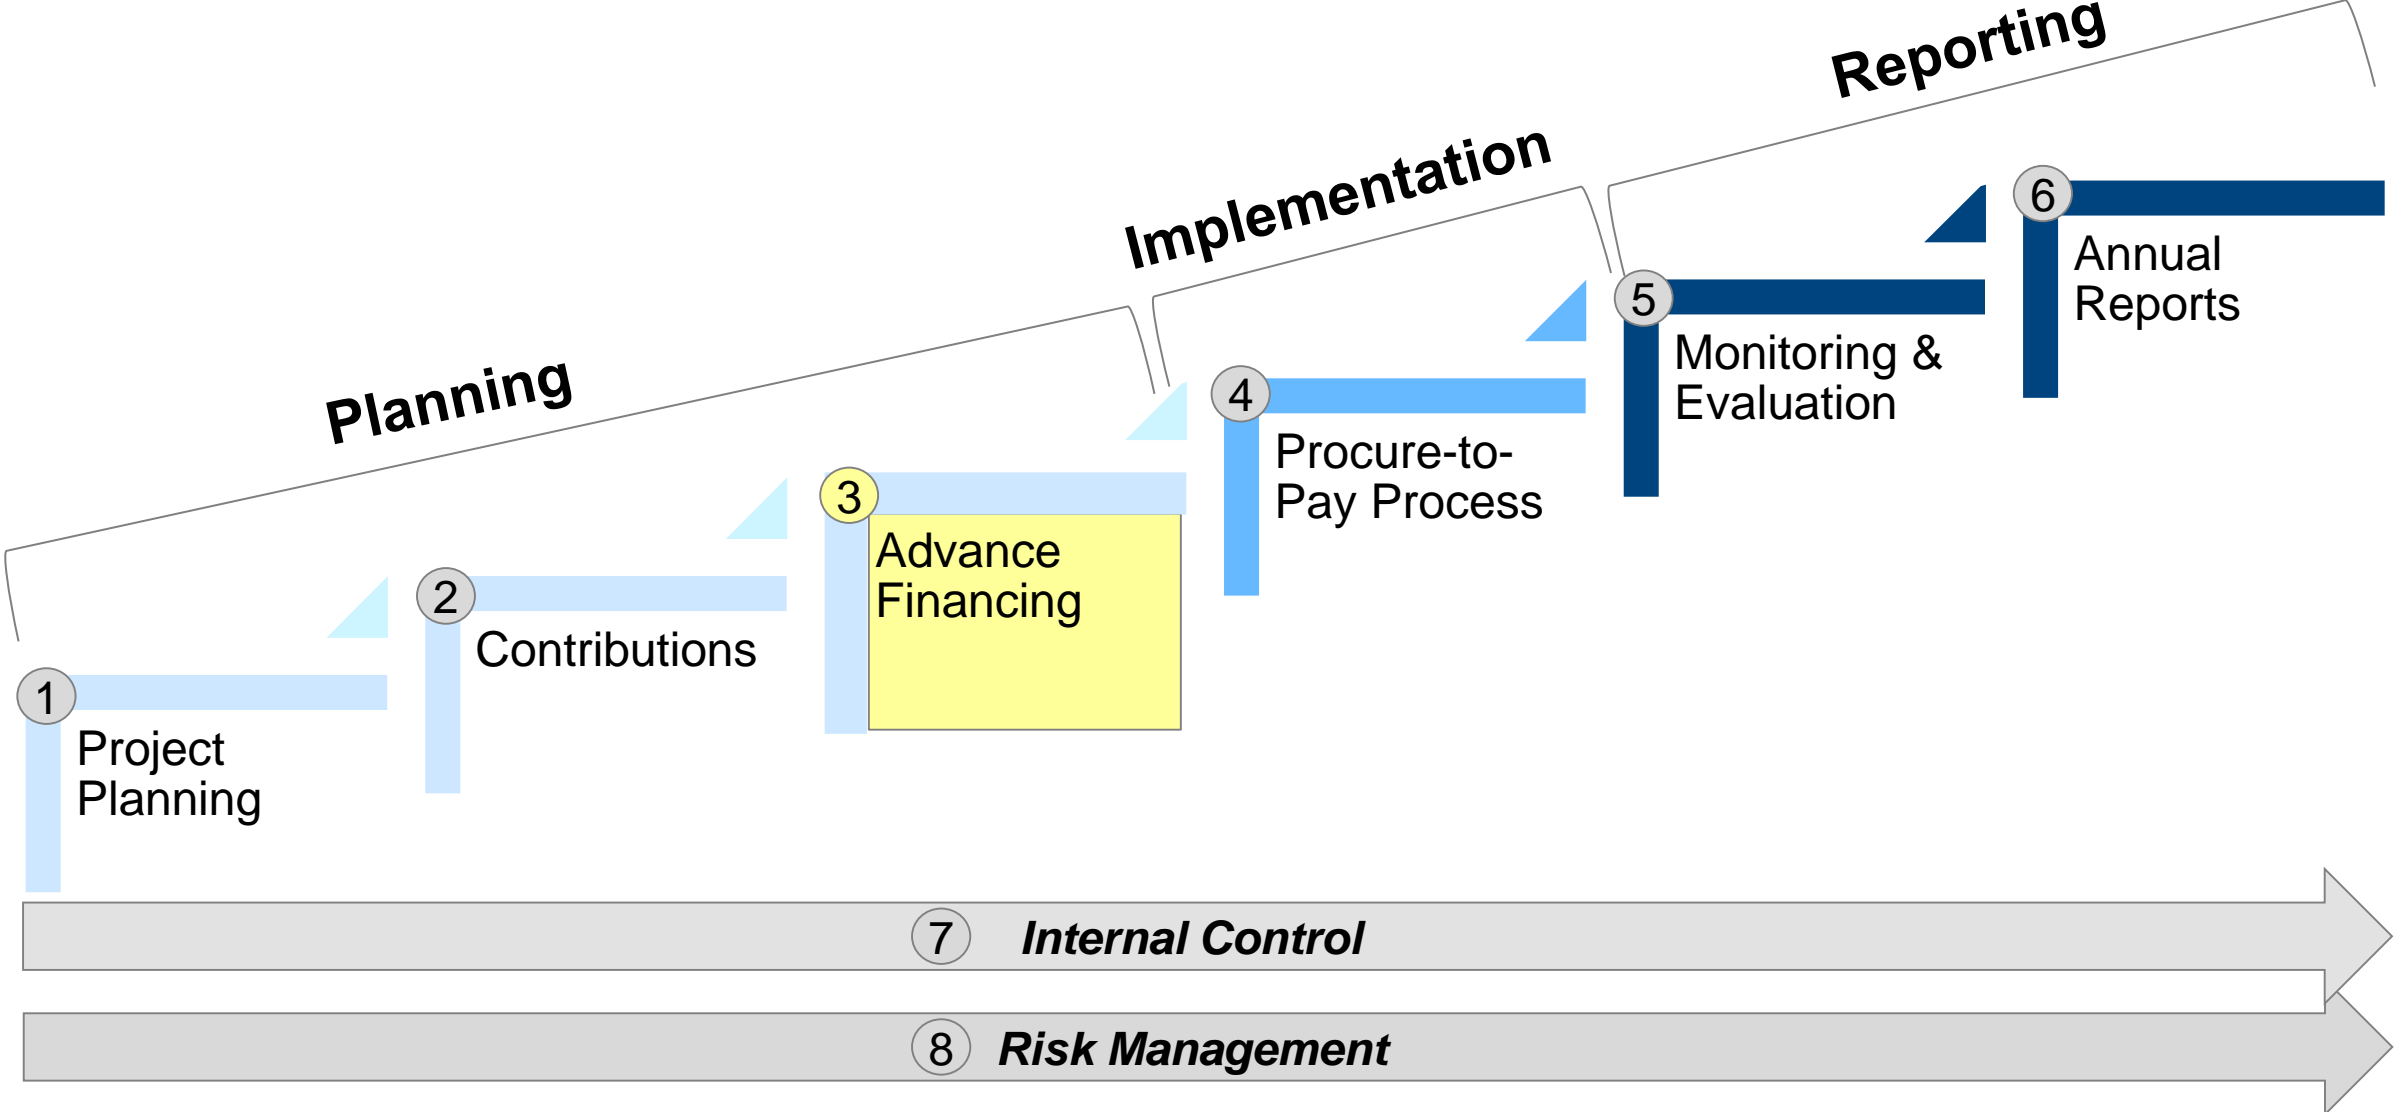 Planning
Implementation
Reporting
1
Project
Planning
2
Contributions
3
Advance
Financing
4
Procure-to-
Pay Process
5
Monitoring &
Evaluation
6
Annual
Reports
7 Internal Control
8 Risk Management